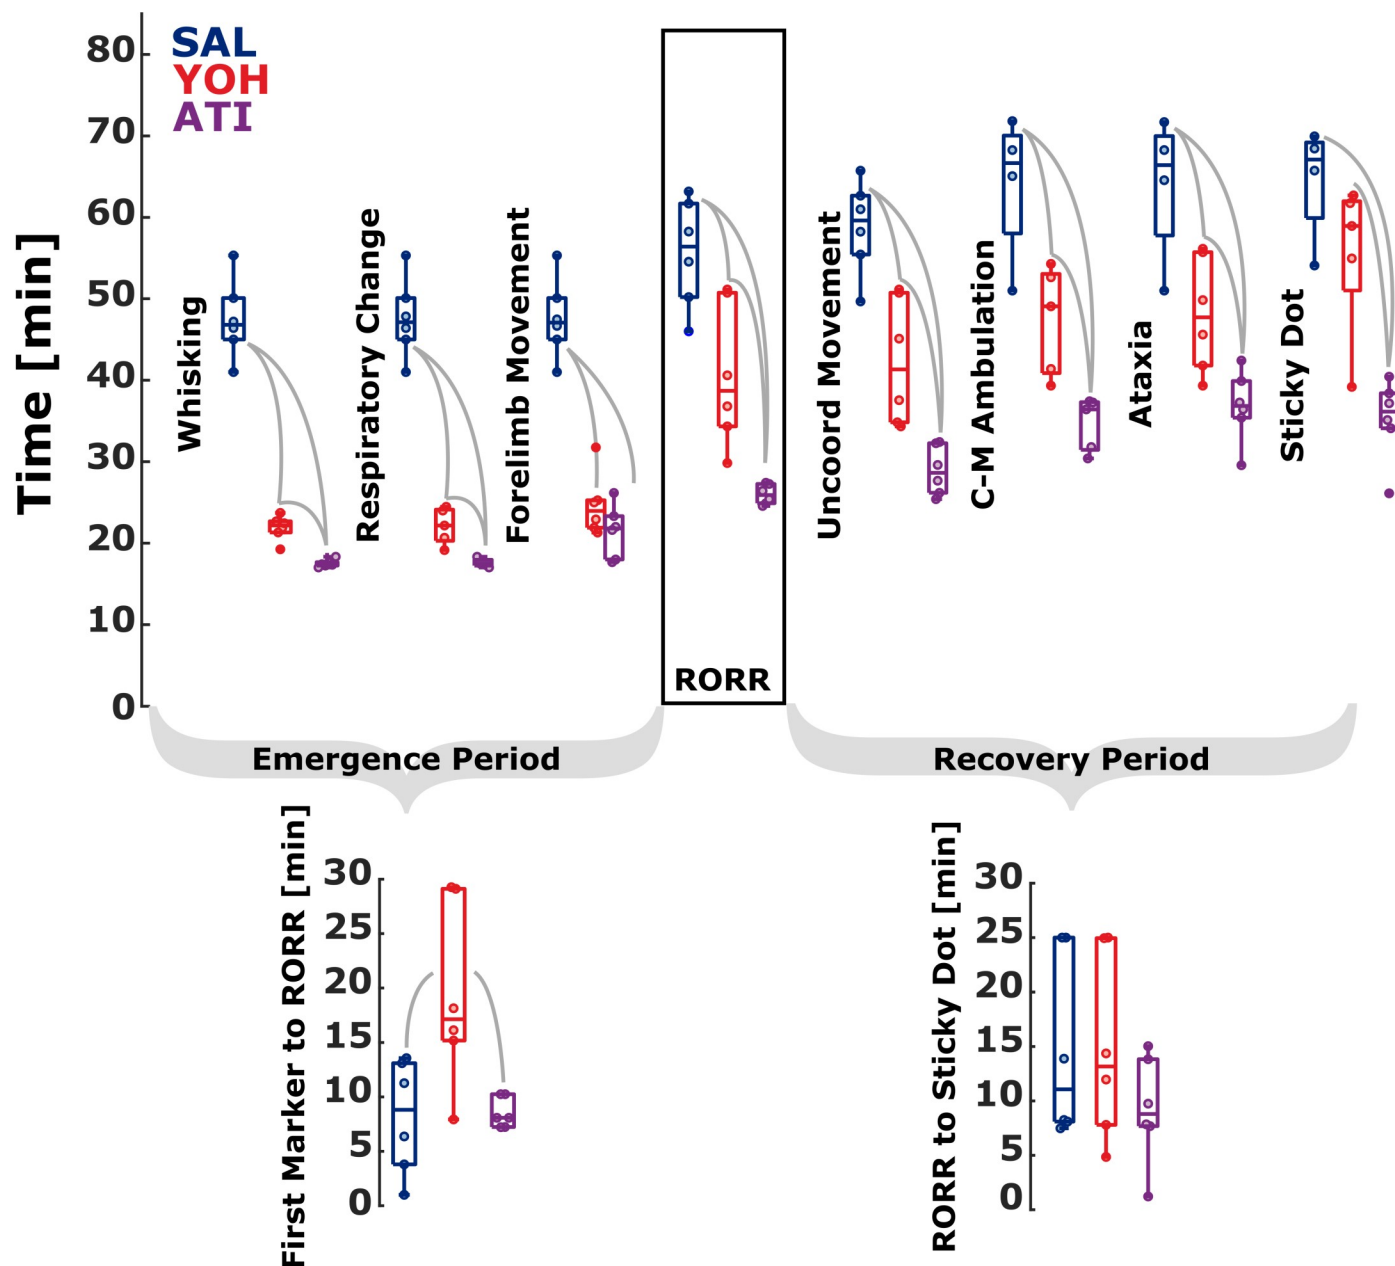 SAL
YOH
ATI
Time [min]
80
70
60
50
40
30
20
10
0
Whisking
Respiratory Change
Forelimb Movement
RORR
Uncoord Movement
C-M Ambulation
Ataxia
Sticky Dot
Emergence Period
Recovery Period
First Marker to RORR [min]
30
25
20
15
10
5
0
RORR to Sticky Dot [min]
30
25
20
15
10
5
0